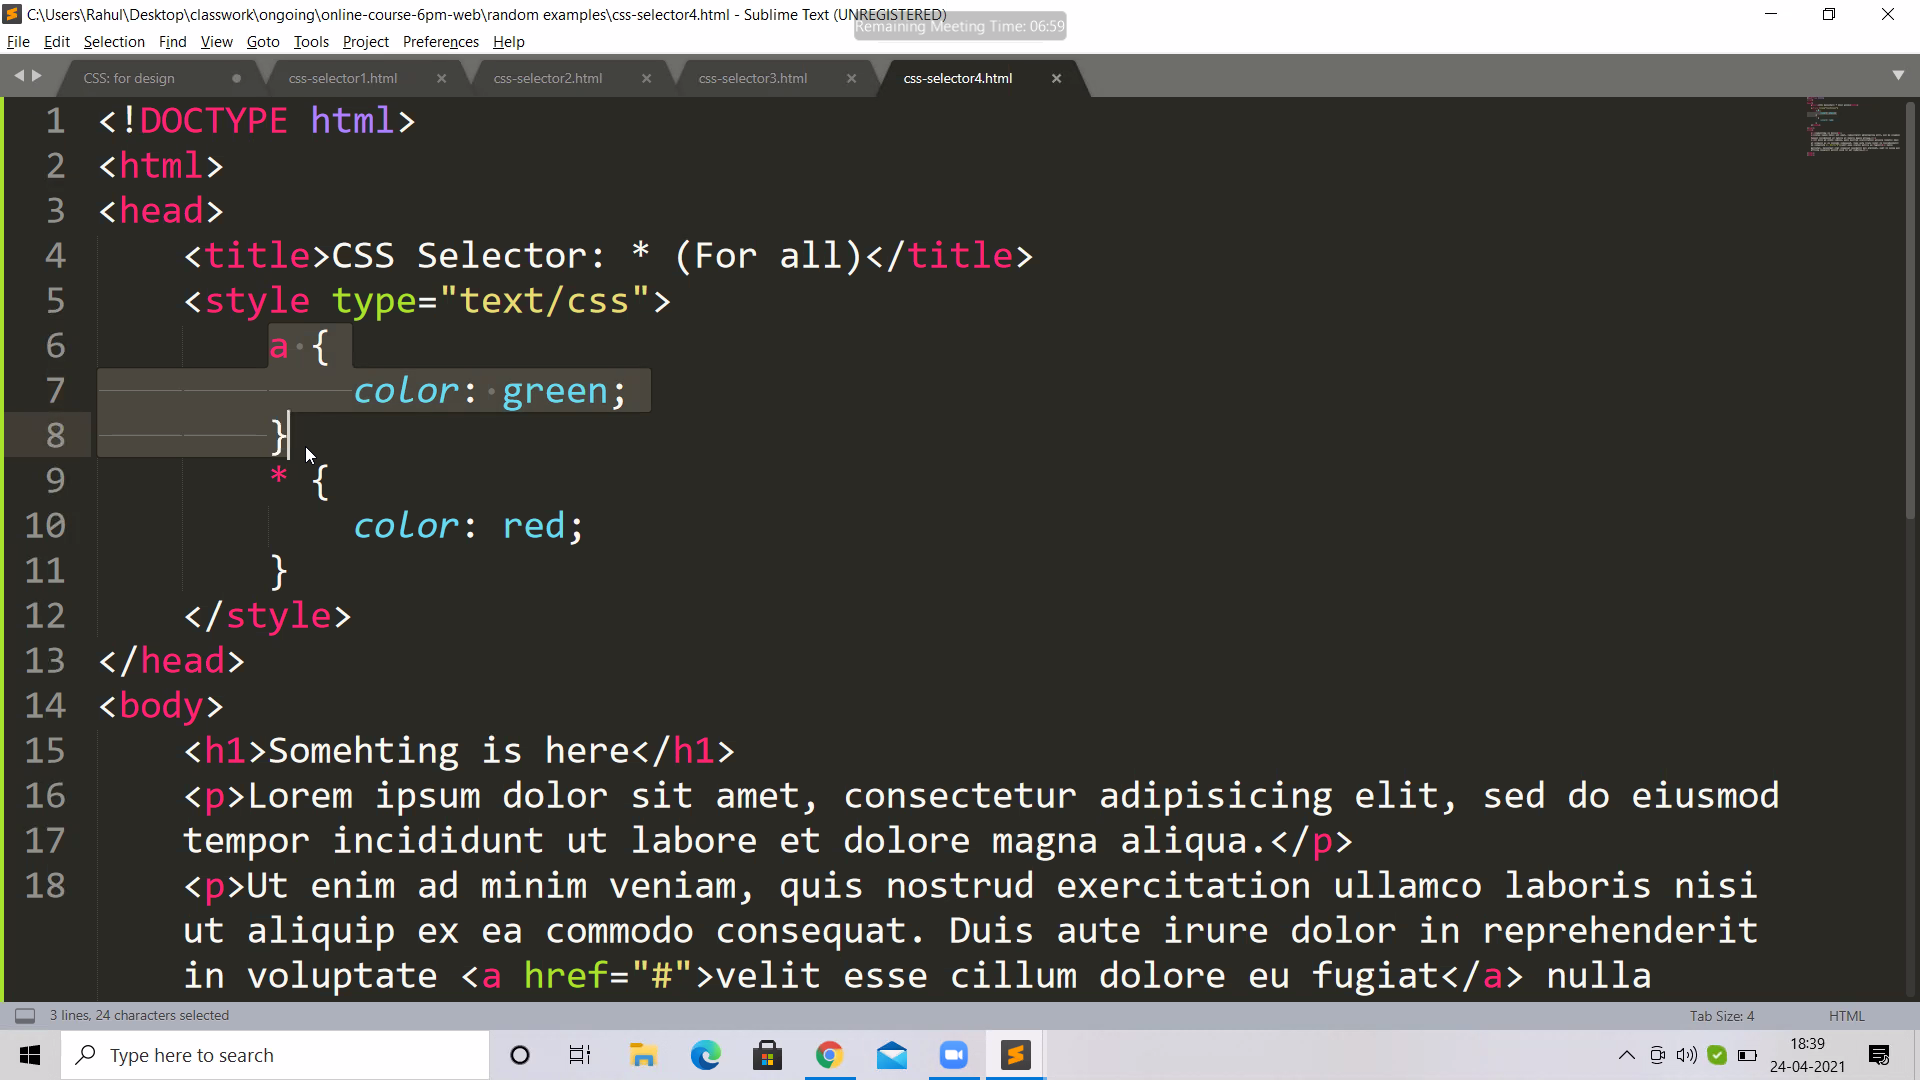 C:\Users\Rahul\Desktop\classwork\ongoing\online-course-6pm-web\random examples\css-selector4.html - Sublime Text (UNREGISTERED)
Remaining Meeting Time: 06:59
File Edit Selection Find View Goto Tools Project Preferences Help
CSS: for design css-selector1.html css-selector2.html css-selector3.html css-selector4.html
1 <!DOCTYPE html>
2 <html>
3 <head>
4 <title>CSS Selector: * (For all)</title>
5 <style type="text/css">
6 a {
7 color: green;
8 }
9 * {
10 color: red;
11 }
12 </style>
13 </head>
14 <body>
15 <h1>Somehting is here</h1>
16 <p>Lorem ipsum dolor sit amet, consectetur adipisicing elit, sed do eiusmod
17 tempor incididunt ut labore et dolore magna aliqua.</p>
18 <p>Ut enim ad minim veniam, quis nostrud exercitation ullamco laboris nisi
ut aliquip ex ea commodo consequat. Duis aute irure dolor in reprehenderit
in voluptate <a href="#">velit esse cillum dolore eu fugiat</a> nulla
3 lines, 24 characters selected Tab Size: 4 HTML
Type here to search
18:39
24-04-2021